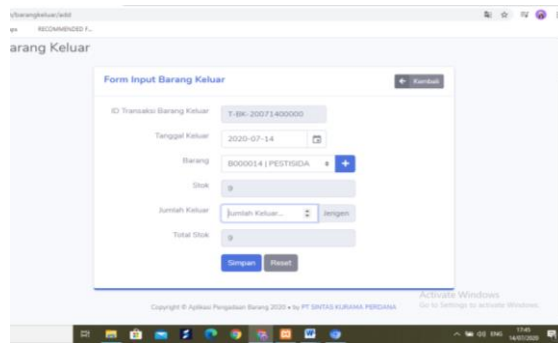 /barangkeluar/add
RECOMMENDED F...
arang Keluar
Form Input Barang Keluar
Kembali
ID Transaksi Barang Keluar
T-BK-20071400000
Tanggal Keluar
2020-07-14
Barang
B000014 | PESTISIDA
Stok
9
Jumlah Keluar
Jumlah Keluar...
Jerigen
Total Stok
9
Simpan
Reset
Activate Windows
Go to Settings to activate Windows.
Copyright © Aplikasi Pengadaan Barang 2020 • by PT SINTAS KURAMA PERDANA
ENG
17:45
14/07/2020